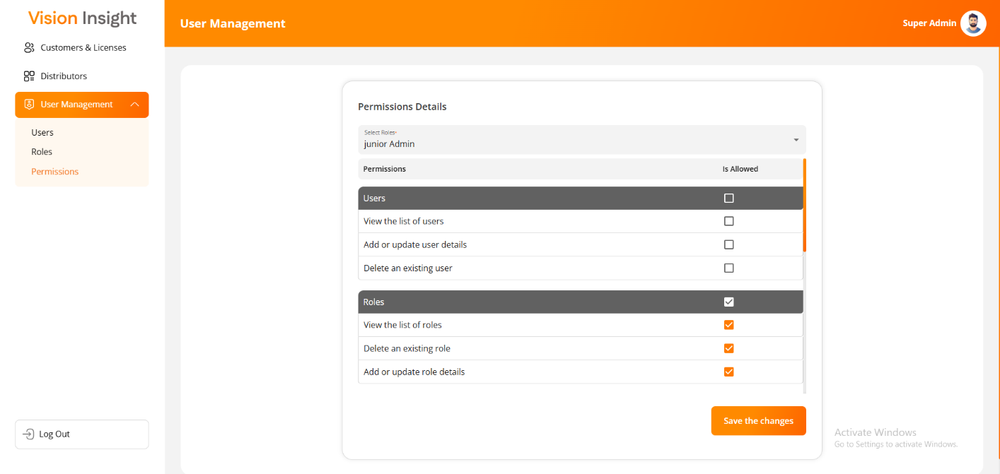 Vision Insight
Customers & Licenses
Distributors
User Management
Users
Roles
Permissions
Log Out
User Management
Super Admin
Permissions Details
Select Roles*
junior Admin
Permissions Is Allowed
Users
View the list of users
Add or update user details
Delete an existing user
Roles
View the list of roles
Delete an existing role
Add or update role details
Save the changes
Activate Windows
Go to Settings to activate Windows.